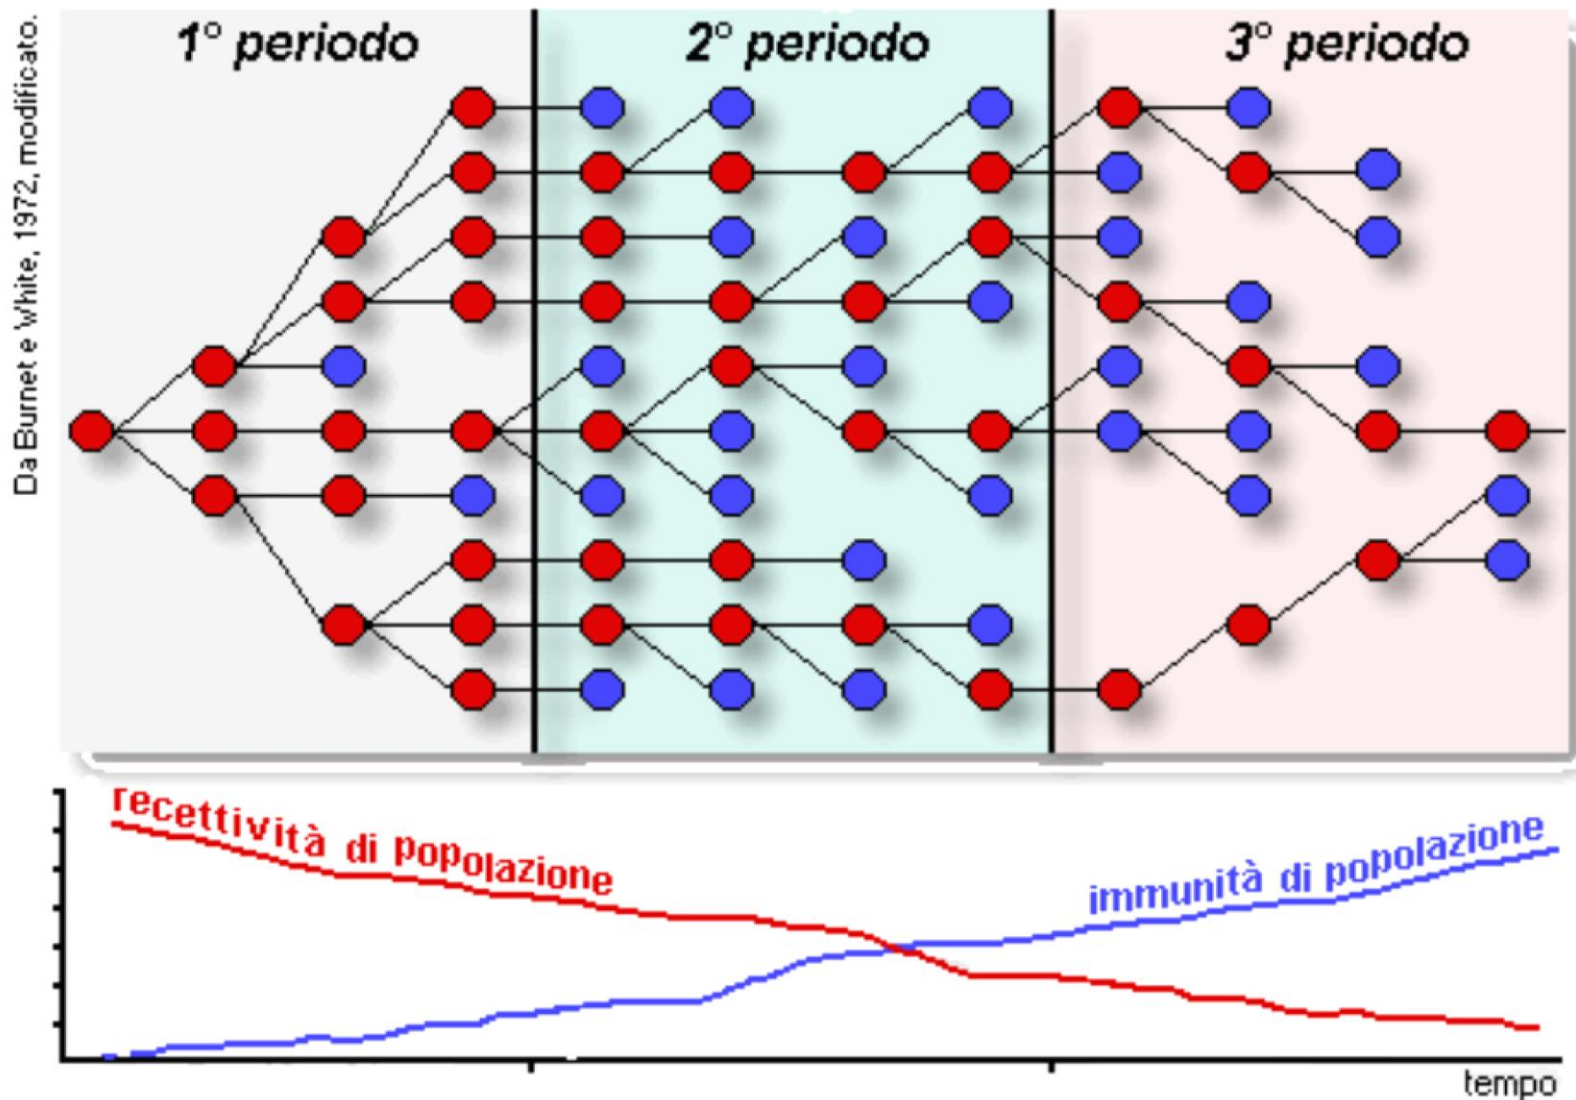 Da Burnet e White, 1972, modificato.
1° periodo
2° periodo
3° periodo
recettività di popolazione
immunità di popolazione
tempo